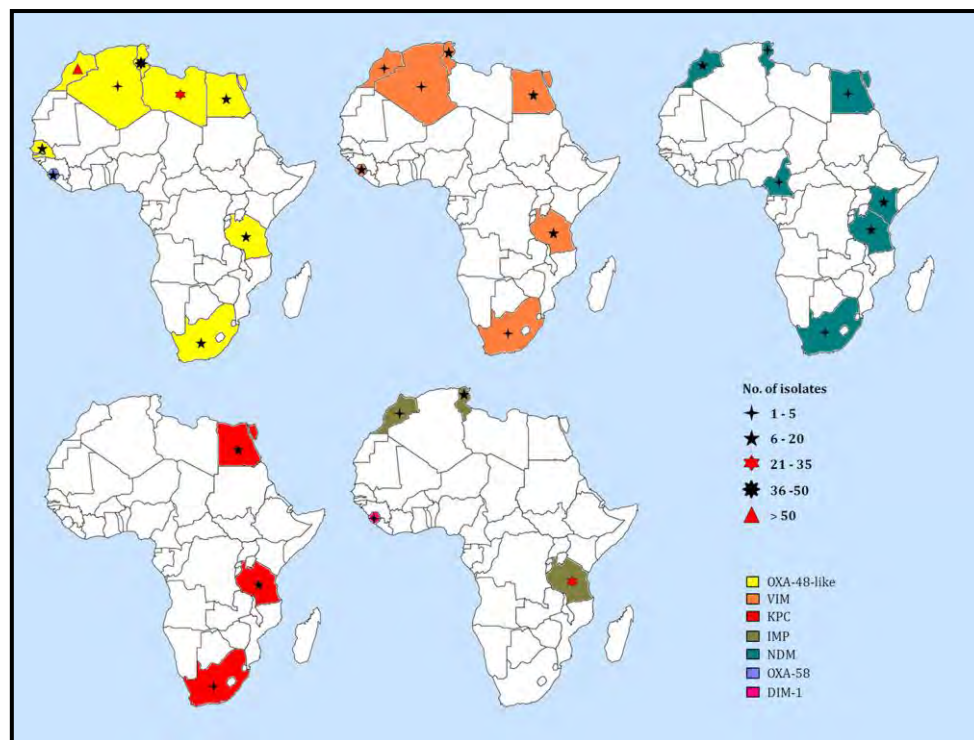 No. of isolates
1 - 5
6 - 20
21 - 35
36 -50
> 50
OXA-48-like
VIM
KPC
IMP
NDM
OXA-58
DIM-1